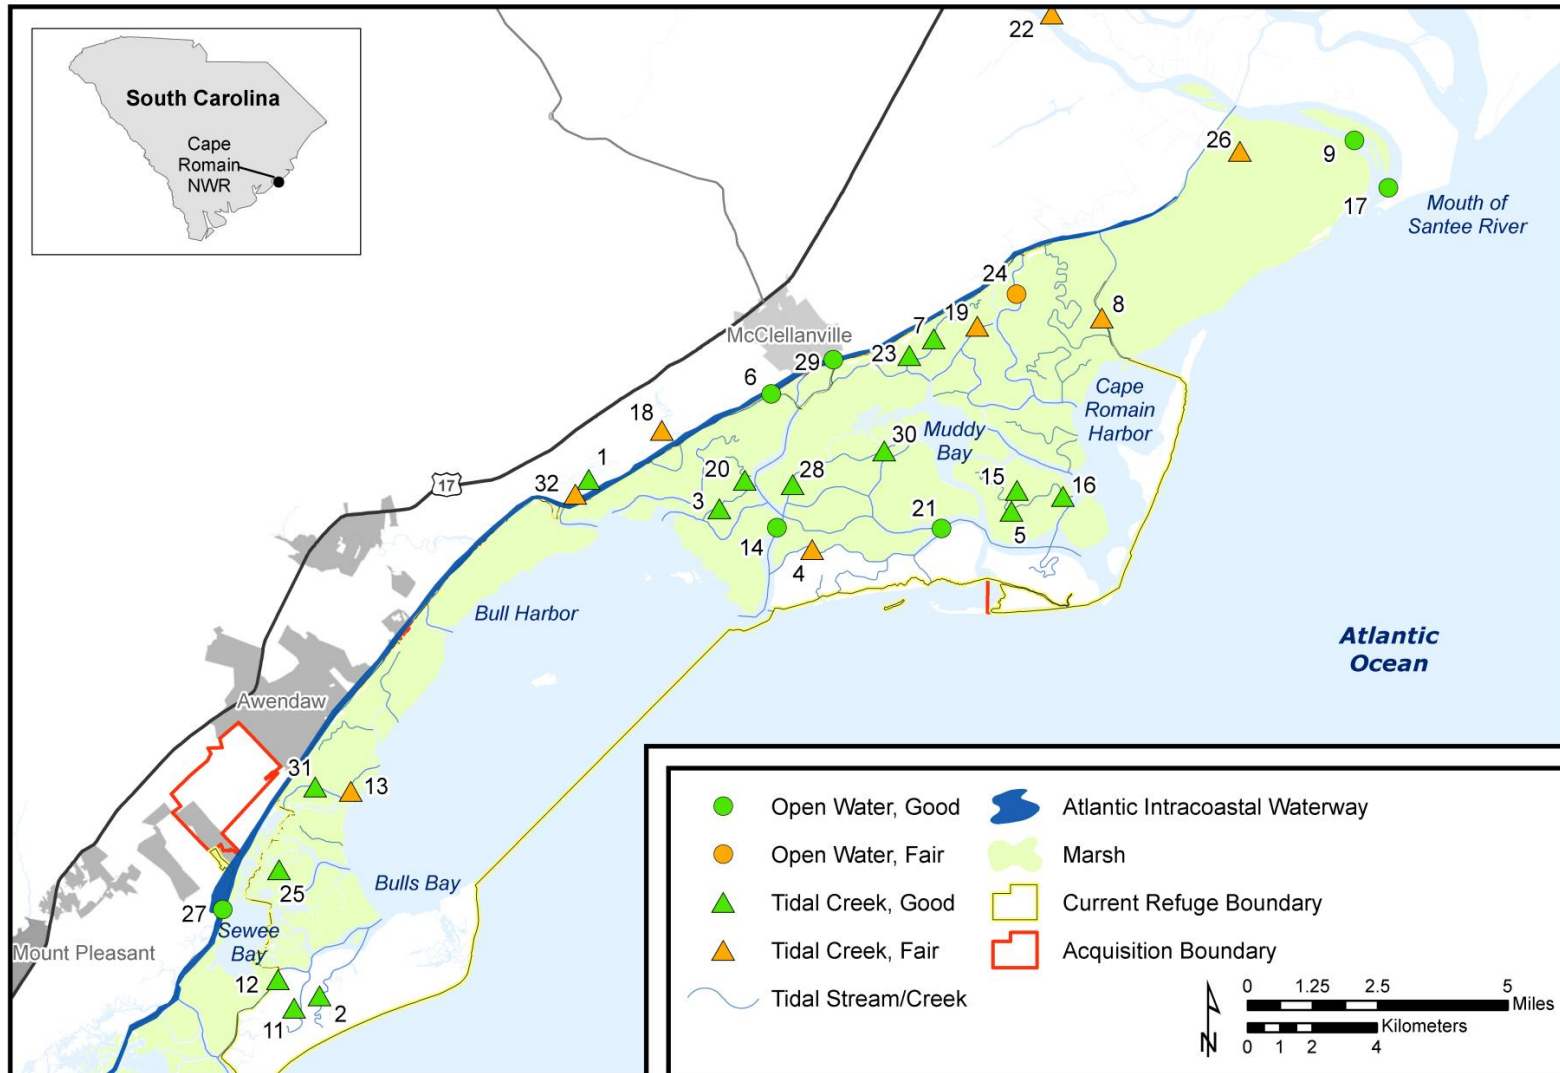 South Carolina
Cape
Romain
NWR
22
26
9
17
Mouth of
Santee River
24
8
19
7
McClellanville
23
29
6
Cape
Romain
Harbor
18
Muddy
Bay
30
1
17
20
28
15
16
32
3
21
5
14
4
Bull Harbor
Atlantic
Ocean
Awendaw
31
13
25
Bulls Bay
27
Sewee
Bay
Mount Pleasant
12
2
11
Open Water, Good
Open Water, Fair
Tidal Creek, Good
Tidal Creek, Fair
Tidal Stream/Creek
Atlantic Intracoastal Waterway
Marsh
Current Refuge Boundary
Acquisition Boundary
N
0 1.25 2.5 5
Miles
Kilometers
0 1 2 4